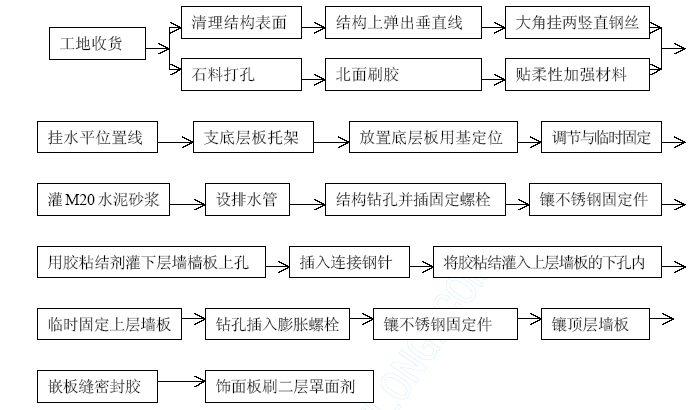 工地收货
清理结构表面
结构上弹出垂直线
大角挂两竖直钢丝
石料打孔
北面刷胶
贴柔性加强材料
挂水平位置线
支底层板托架
放置底层板用基定位
调节与临时固定
灌M20水泥砂浆
设排水管
结构钻孔并插固定螺栓
镶不锈钢固定件
用胶粘结剂灌下层墙樯板上孔
插入连接钢针
将胶粘结灌入上层墙板的下孔内
临时固定上层墙板
钻孔插入膨胀螺栓
镶不锈钢固定件
镶顶层墙板
嵌板缝密封胶
饰面板刷二层罩面剂